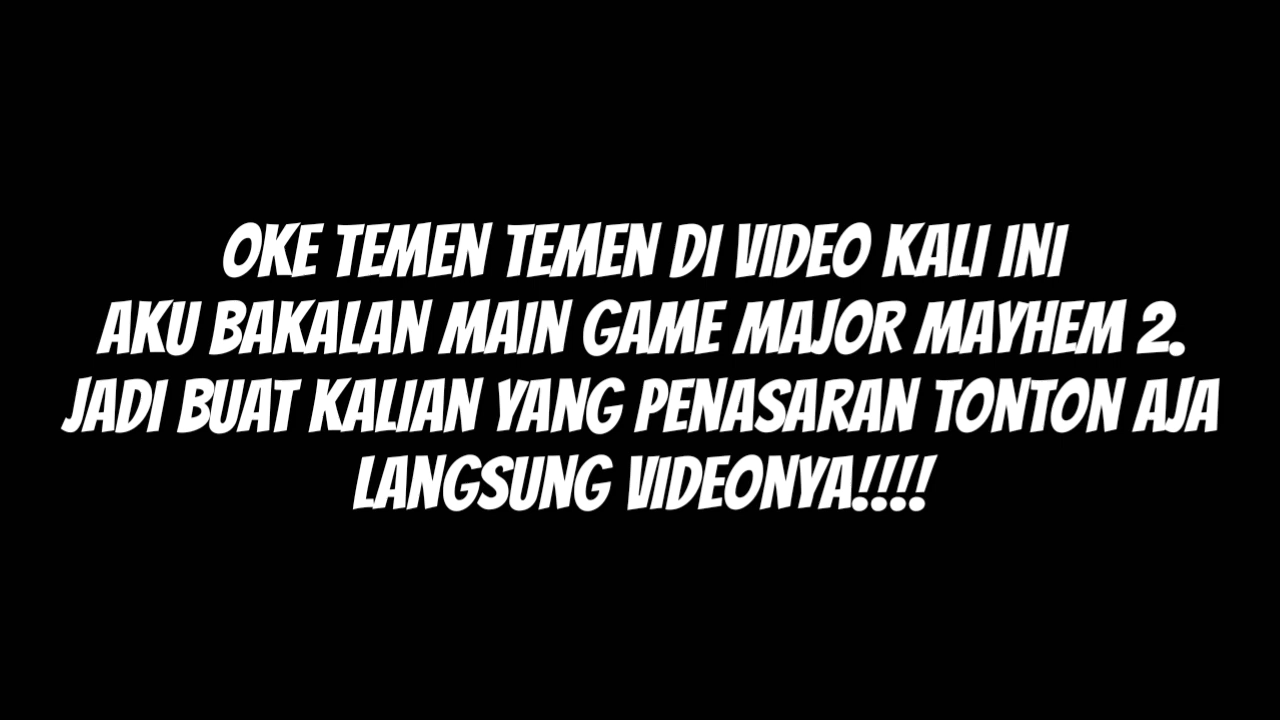 OKE TEMEN TEMEN DI VIDEO KALI INI
AKU BAKALAN MAIN GAME MAJOR MAYHEM 2.
JADI BUAT KALIAN YANG PENASARAN TONTON AJA
LANGSUNG VIDEONYA!!!!